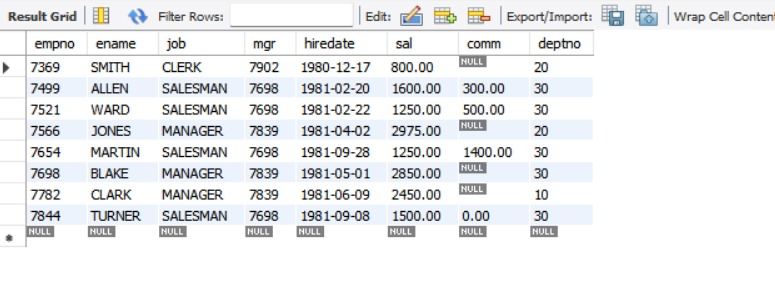 Result Grid Filter Rows: Edit: Export/Import: Wrap Cell Conten
empno ename job mgr hiredate sal comm deptno
7369 SMITH CLERK 7902 1980-12-17 800.00 NULL 20
7499 ALLEN SALESMAN 7698 1981-02-20 1600.00 300.00 30
7521 WARD SALESMAN 7698 1981-02-22 1250.00 500.00 30
7566 JONES MANAGER 7839 1981-04-02 2975.00 NULL 20
7654 MARTIN SALESMAN 7698 1981-09-28 1250.00 1400.00 30
7698 BLAKE MANAGER 7839 1981-05-01 2850.00 NULL 30
7782 CLARK MANAGER 7839 1981-06-09 2450.00 NULL 10
7844 TURNER SALESMAN 7698 1981-09-08 1500.00 0.00 30
NULL NULL NULL NULL NULL NULL NULL NULL